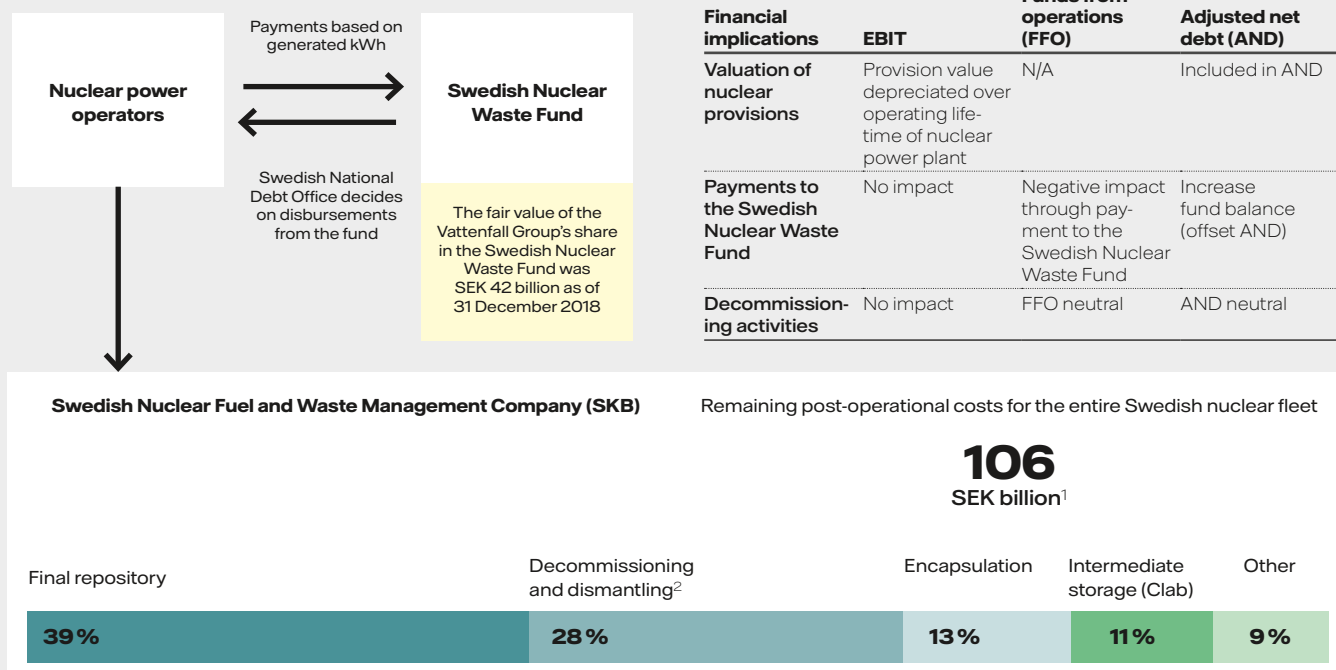 Nuclear power
operators
Payments based on
generated kWh
Swedish National
Debt Office decides
on disbursements
from the fund
Swedish Nuclear
Waste Fund
The fair value of the
Vattenfall Group's share
in the Swedish Nuclear
Waste Fund was
SEK 42 billion as of
31 December 2018
Financial
implications
EBIT
operations
(FFO)
Adjusted net
debt (AND)
Valuation of
nuclear
provisions
Provision value
depreciated over
operating life-
time of nuclear
power plant
N/A
Included in AND
Payments to
the Swedish
Nuclear Waste
Fund
No impact
Negative impact
through pay-
ment to the
Swedish Nuclear
Waste Fund
Increase
fund balance
(offset AND)
Decommission-
ing activities
No impact
FFO neutral
AND neutral
Swedish Nuclear Fuel and Waste Management Company (SKB)
Remaining post-operational costs for the entire Swedish nuclear fleet
106
SEK billion¹
Final repository
Decommissioning
and dismantling²
Encapsulation
Intermediate
storage (Clab)
Other
39%
28%
13%
11%
9%